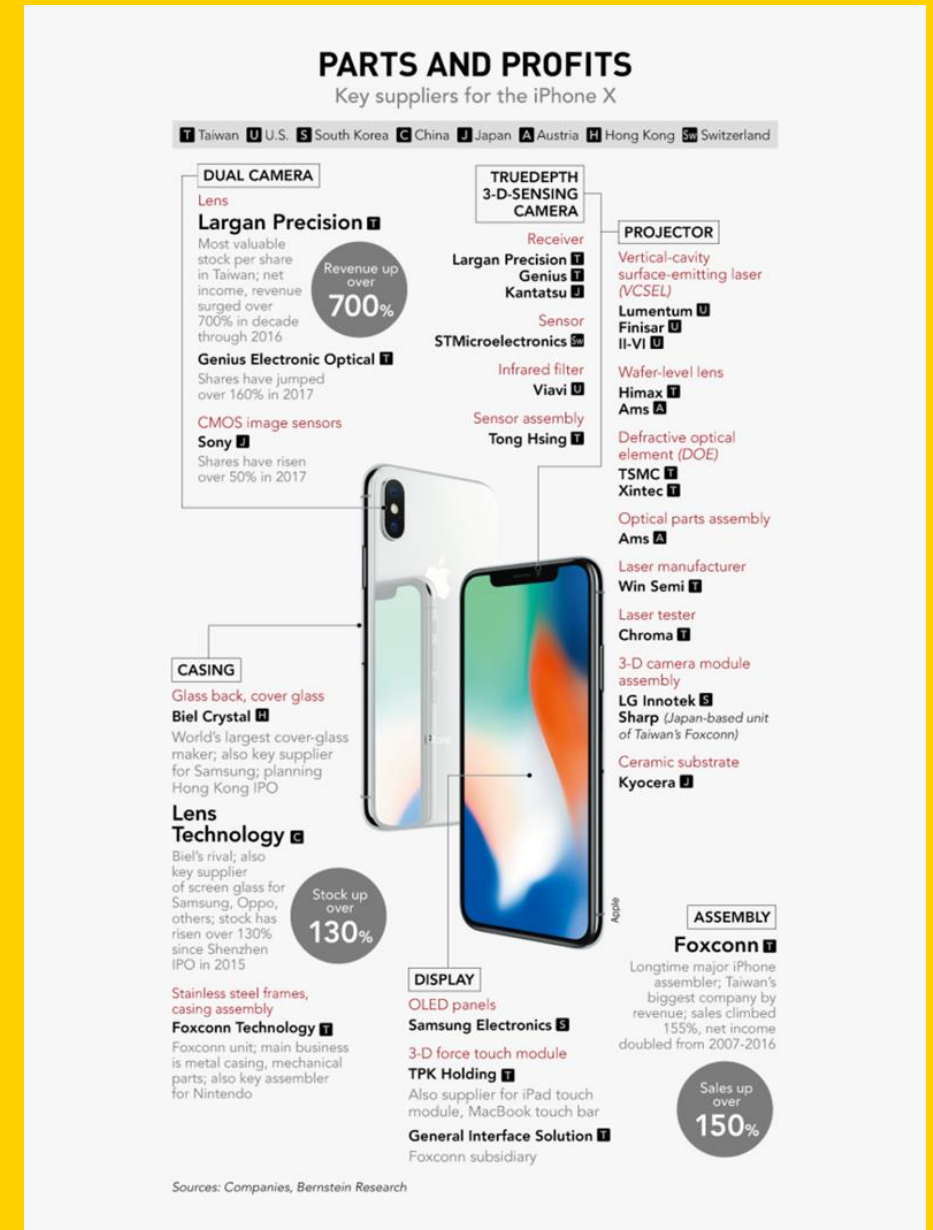 PARTS AND PROFITS
Key suppliers for the iPhone X
T Taiwan U U.S. S South Korea C China J Japan A Austria H Hong Kong Sw Switzerland
DUAL CAMERA
Lens
Largan Precision T
Most valuable
stock per share
in Taiwan; net
income, revenue
surged over
700% in decade
through 2016
Revenue up
over
700%
Genius Electronic Optical T
Shares have jumped
over 160% in 2017
CMOS image sensors
Sony J
Shares have risen
over 50% in 2017
TRUEDEPTH
3-D-SENSING
CAMERA
Receiver
Largan Precision T
Genius T
Kantatsu J
Sensor
STMicroelectronics Sw
Infrared filter
Viavi U
Sensor assembly
Tong Hsing T
PROJECTOR
Vertical-cavity
surface-emitting laser
(VCSEL)
Lumentum U
Finisar U
II-VI U
Wafer-level lens
Himax T
Ams A
Defractive optical
element (DOE)
TSMC T
Xintec T
Optical parts assembly
Ams A
Laser manufacturer
Win Semi T
Laser tester
Chroma T
3-D camera module
assembly
LG Innotek S
Sharp (Japan-based unit
of Taiwan's Foxconn)
Ceramic substrate
Kyocera J
CASING
Glass back, cover glass
Biel Crystal H
World's largest cover-glass
maker; also key supplier
for Samsung; planning
Hong Kong IPO
Lens
Technology C
Biel's rival; also
key supplier
of screen glass for
Samsung, Oppo,
others; stock has
risen over 130%
since Shenzhen
IPO in 2015
Stock up
over
130%
Stainless steel frames,
casing assembly
Foxconn Technology T
Foxconn unit; main business
is metal casing, mechanical
parts; also key assembler
for Nintendo
DISPLAY
OLED panels
Samsung Electronics S
3-D force touch module
TPK Holding T
Also supplier for iPad touch
module, MacBook touch bar
General Interface Solution T
Foxconn subsidiary
Apple
ASSEMBLY
Foxconn T
Longtime major iPhone
assembler; Taiwan's
biggest company by
revenue; sales climbed
155%, net income
doubled from 2007-2016
Sales up
over
150%
Sources: Companies, Bernstein Research